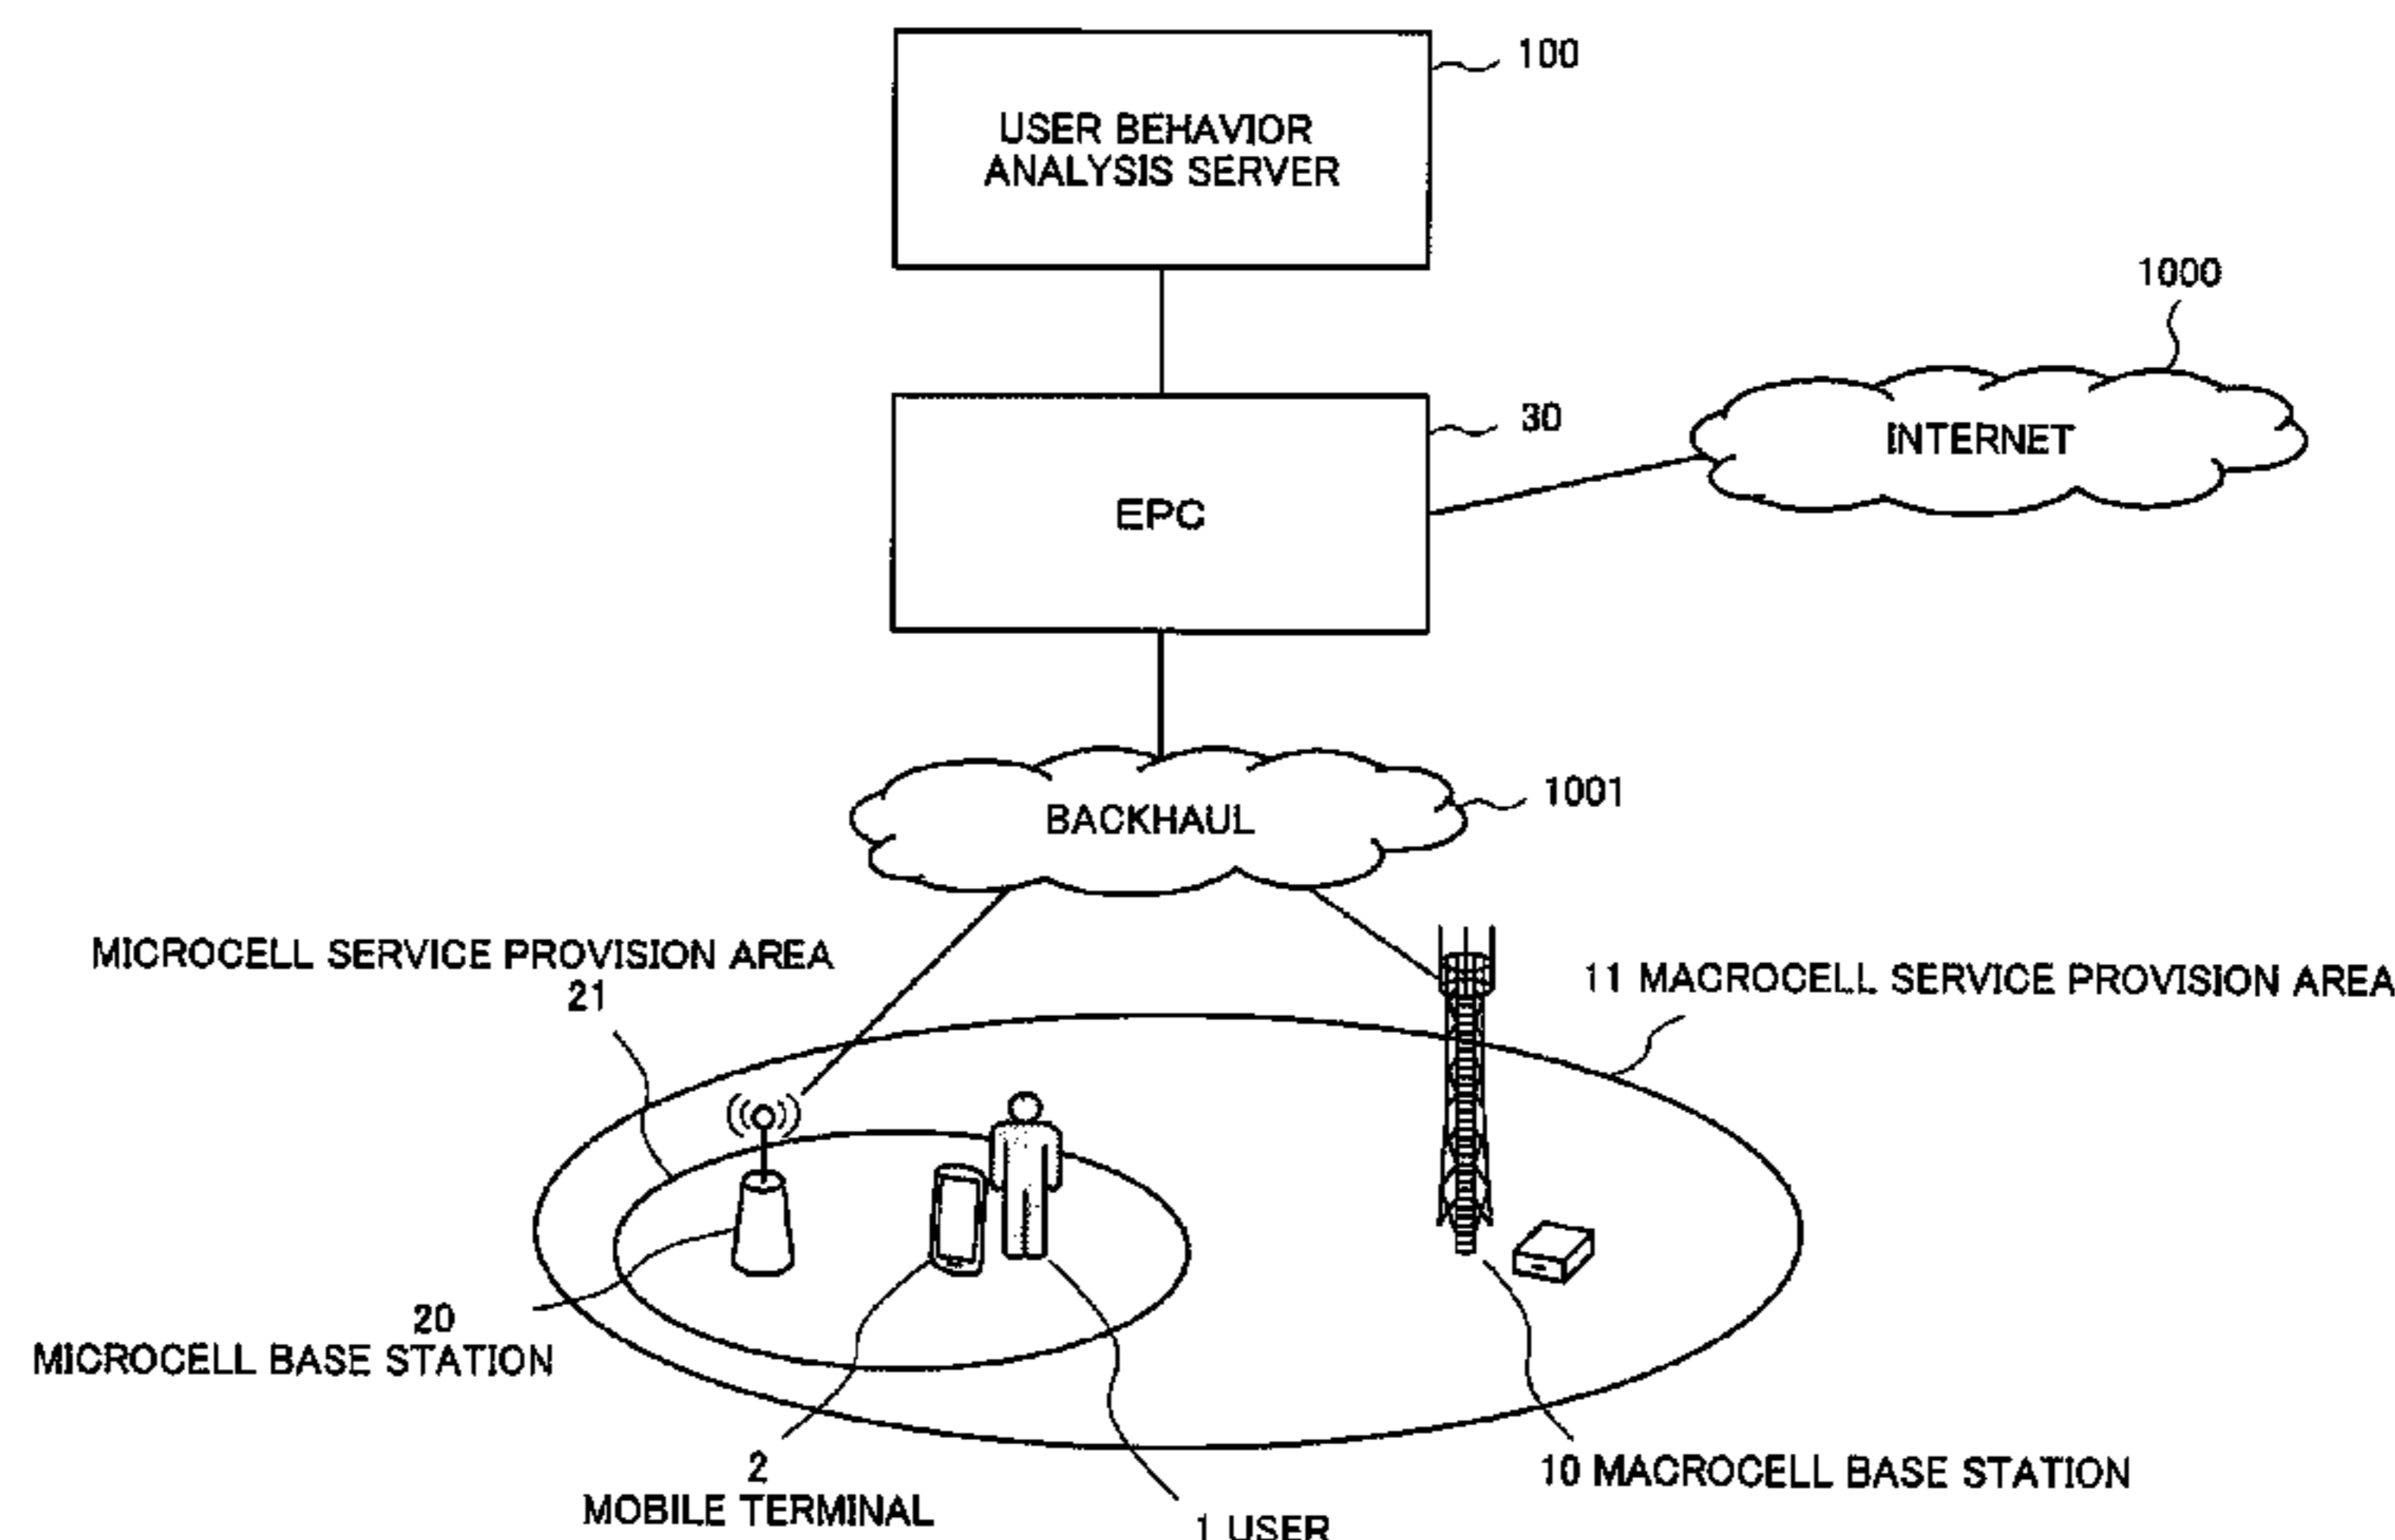 100
USER BEHAVIOR
ANALYSIS SERVER
1000
30
INTERNET
EPC
1001
BACKHAUL
MICROCELL SERVICE PROVISION AREA
21
11 MACROCELL SERVICE PROVISION AREA
20
MICROCELL BASE STATION
2
MOBILE TERMINAL
10 MACROCELL BASE STATION
1 USER